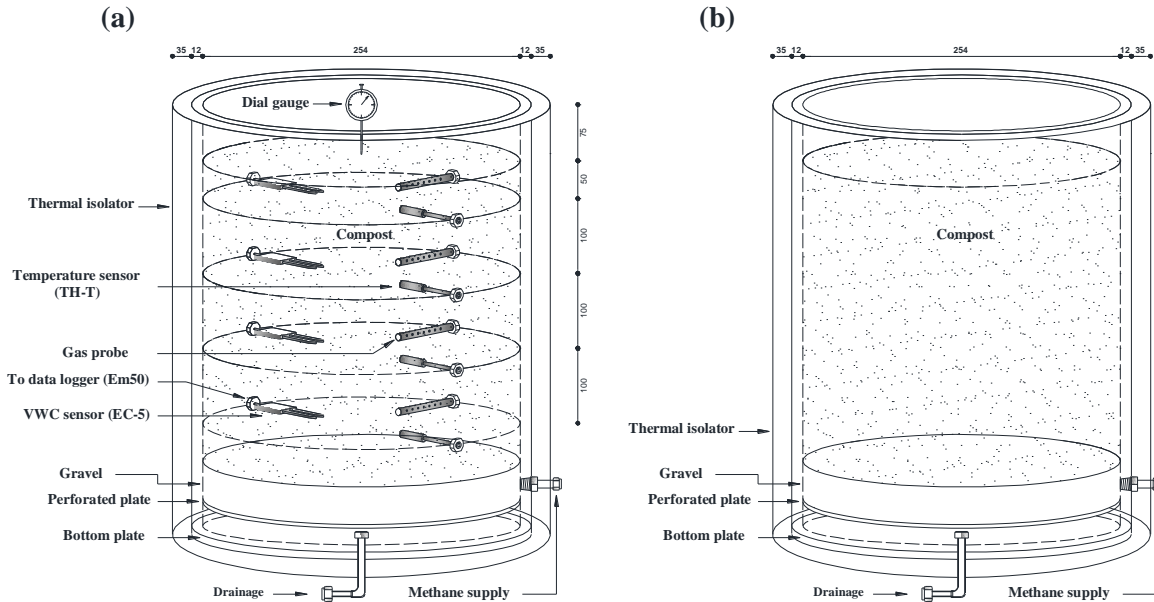 (a)
35
12
254
12
35
Dial gauge
75
50
Thermal isolator
Compost
100
Temperature sensor
(TH-T)
100
Gas probe
To data logger (Em50)
100
VWC sensor (EC-5)
Gravel
Perforated plate
Bottom plate
Drainage
Methane supply
(b)
35
12
254
12
35
Compost
Thermal isolator
Gravel
Perforated plate
Bottom plate
Drainage
Methane supply